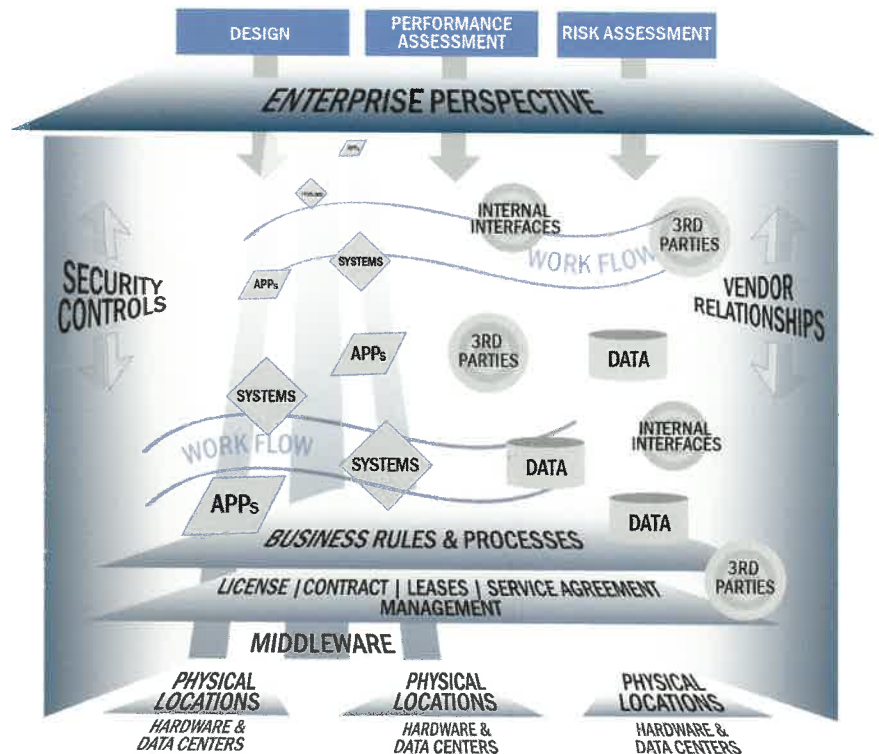 DESIGN
PERFORMANCE
ASSESSMENT
RISK ASSESSMENT
ENTERPRISE PERSPECTIVE
APPs
INTERNAL
INTERFACES
3RD
PARTIES
WORK FLOW
SYSTEMS
APPs
SECURITY
CONTROLS
VENDOR
RELATIONSHIPS
APPs
3RD
PARTIES
DATA
SYSTEMS
INTERNAL
INTERFACES
WORK FLOW
SYSTEMS
DATA
APPs
DATA
BUSINESS RULES & PROCESSES
3RD
PARTIES
LICENSE | CONTRACT | LEASES | SERVICE AGREEMENT
MANAGEMENT
MIDDLEWARE
PHYSICAL
LOCATIONS
HARDWARE &
DATA CENTERS
PHYSICAL
LOCATIONS
HARDWARE &
DATA CENTERS
PHYSICAL
LOCATIONS
HARDWARE &
DATA CENTERS